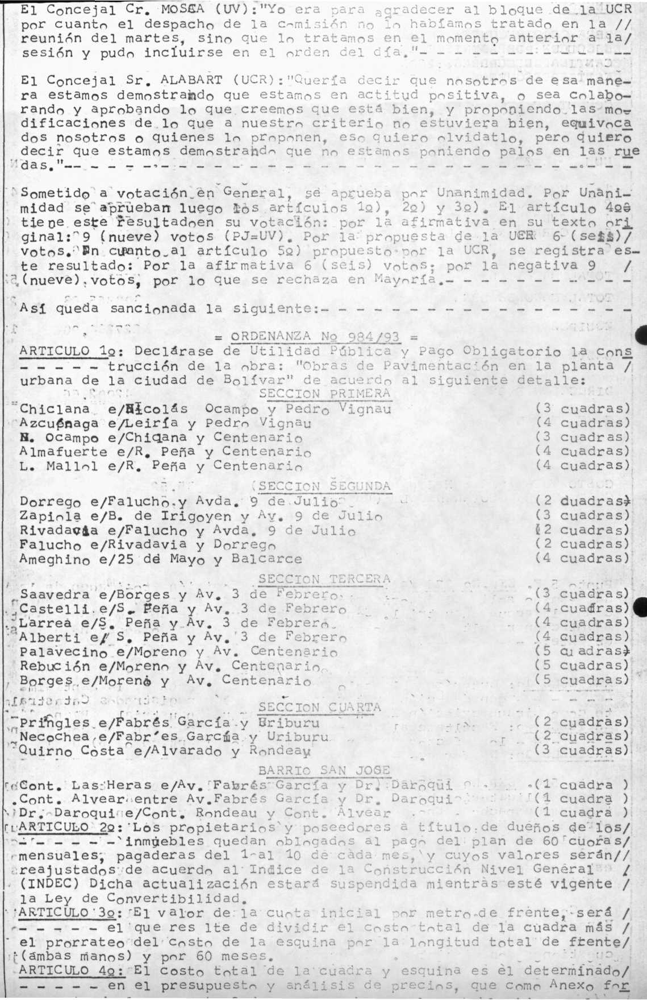 El Concejal Cr. MOSCA (UV):"Yo era para agradecer al bloque de la UCR
por cuanto el despacho de la comisión no lo habíamos tratado en la //
reunión del martes, sino que lo tratamos en el momento anterior a la/
sesión y pudo incluirse en el orden del día."- - - - - - - - - - - - -
El Concejal Sr. ALABART (UCR):"Quería decir que nosotros de esa mane-
ra estamos demostrando que estamos en actitud positiva, o sea colabo-
rando y aprobando lo que creemos que está bien, y proponiendo las mo-
dificaciones de lo que a nuestro criterio no estuviera bien, equivoca
dos nosotros o quienes lo proponen, eso quiero olvidatlo, pero quiero
decir que estamos demostrando que no estamos poniendo palos en las rue
das."-- - - - - - - - - - - - - - - - - - - - - - - - - - - - - - -
Sometido a votación en General, se aprueba por Unanimidad. Por Unani-
midad se aprueban luego los artículos 1º), 2º) y 3º). El artículo 4º
tiene este resultadoen su votación: por la afirmativa en su texto ori
ginal: 9 (nueve) votos (PJ=UV). Por la propuesta de la UCR 6 (seis)/
votos. En cuanto al artículo 5º) propuesto por la UCR, se registra es-
te resultado: Por la afirmativa 6 (seis) votos; por la negativa 9 /
(nueve) votos, por lo que se rechaza en Mayoría.- - - - - - - - - - -
Así queda sancionada la siguiente:- - - - - - - - - - - - - - - - - -
= ORDENANZA Nº 984/93 =
ARTICULO 1º: Declárase de Utilidad Pública y Pago Obligatorio la cons
- - - - - trucción de la obra: "Obras de Pavimentación en la planta /
urbana de la ciudad de Bolívar" de acuerdo al siguiente detalle:
SECCION PRIMERA
Chiclana e/Nicolás Ocampo y Pedro Vignau (3 cuadras)
Azcuénaga e/Leiría y Pedro Vignau (4 cuadras)
N. Ocampo e/Chiqana y Centenario (3 cuadras)
Almafuerte e/R. Peña y Centenario (4 cuadras)
L. Mallol e/R. Peña y Centenario (4 cuadras)
(SECCION SEGUNDA
Dorrego e/Falucho y Avda. 9 de Julio (2 duadras)
Zapiola e/B. de Irigoyen y Av. 9 de Julio (3 cuadras)
Rivadavia e/Falucho y Avda. 9 de Julio (2 cuadras)
Falucho e/Rivadavia y Dorrego (2 cuadras)
Ameghino e/25 de Mayo y Balcarce (4 cuadras)
SECCION TERCERA
Saavedra e/Borges y Av. 3 de Febrero (3 cuadras)
Castelli e/S. Peña y Av. 3 de Febrero (4 cuadras)
Larrea e/S. Peña y Av. 3 de Febrero (4 cuadras)
Alberti e/ S. Peña y Av. 3 de Febrero (4 cuadras)
Palavecino e/Moreno y Av. Centenario (5 cu adras)
Rebución e/Moreno y Av. Centenario (5 cuadras)
Borges e/Moreno y Av. Centenario (5 cuadras)
SECCION CUARTA
Pringles e/Fabrés García y Uriburu (2 cuadras)
Necochea e/Fabr'es García y Uriburu (2 cuadras)
Quirno Costa e/Alvarado y Rondeau (3 cuadras)
BARRIO SAN JOSE
Cont. Las Heras e/Av. Fabrés García y Dr. Daroqui (1 cuadra )
Cont. Alvear entre Av.Fabrés García y Dr. Daroqui (1 cuadra )
Dr. Daroqui e/Cont. Rondeau y Cont. Alvear (1 cuadra )
ARTICULO 2º: Los propietarios y poseedores a título de dueños de los/
- - - - - - inmuebles quedan oblogados al pago del plan de 60 cuotas/
mensuales, pagaderas del 1 al 10 de cada mes, y cuyos valores serán//
reajustados de acuerdo al Indice de la Construcción Nivel General /
(INDEC) Dicha actualización estará suspendida mientras esté vigente /
la Ley de Convertibilidad.
ARTICULO 3º: El valor de la cuota inicial por metro de frente, será /
- - - - - el que res lte de dividir el costo total de la cuadra más /
el prorrateo del costo de la esquina por la longitud total de frente/
(ambas manos) y por 60 meses.
ARTICULO 4º: El costo total de la cuadra y esquina es el determinado/
- - - - - en el presupuesto y análisis de precios, que como Anexo for